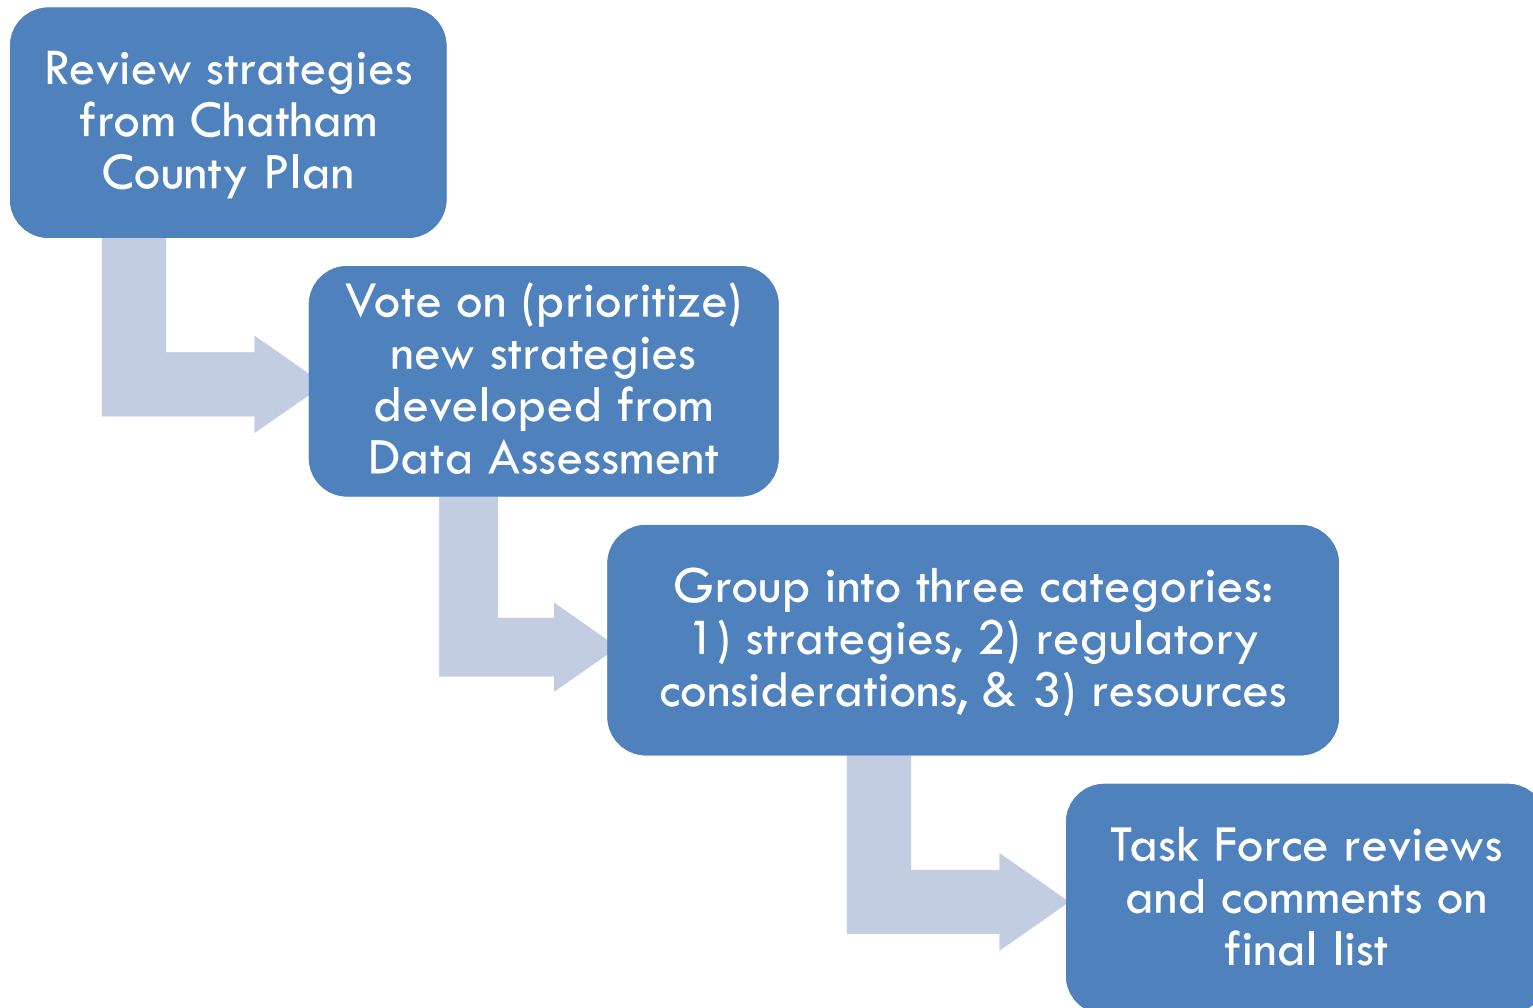 Review strategies
from Chatham
County Plan
Vote on (prioritize)
new strategies
developed from
Data Assessment
Group into three categories:
1) strategies, 2) regulatory
considerations, & 3) resources
Task Force reviews
and comments on
final list